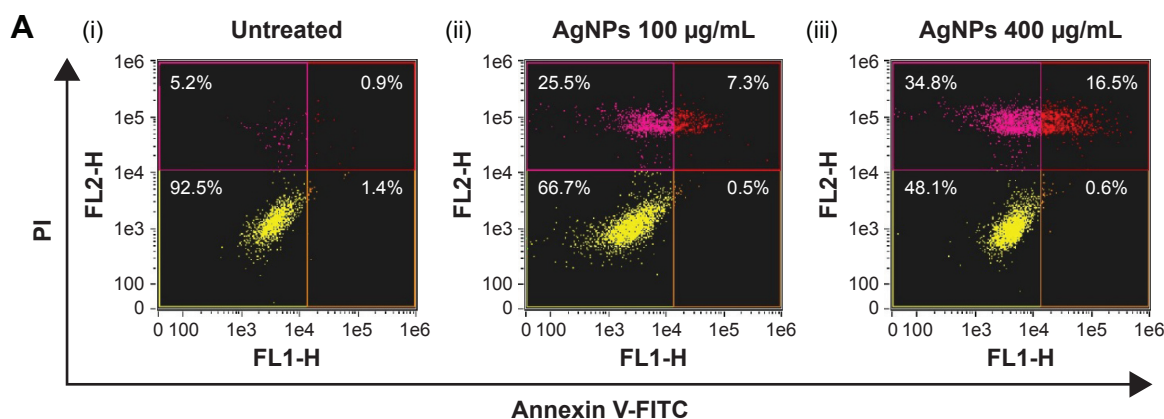 A
(i) Untreated
(ii) AgNPs 100 µg/mL
(iii) AgNPs 400 µg/mL
PI
FL2-H
1e6
1e5
1e4
1e3
100
0
5.2% 0.9%
92.5% 1.4%
0 100 1e3 1e4 1e5 1e6
FL1-H
FL2-H
1e6
1e5
1e4
1e3
100
0
25.5% 7.3%
66.7% 0.5%
0 100 1e3 1e4 1e5 1e6
FL1-H
FL2-H
1e6
1e5
1e4
1e3
100
0
34.8% 16.5%
48.1% 0.6%
0 100 1e3 1e4 1e5 1e6
FL1-H
Annexin V-FITC